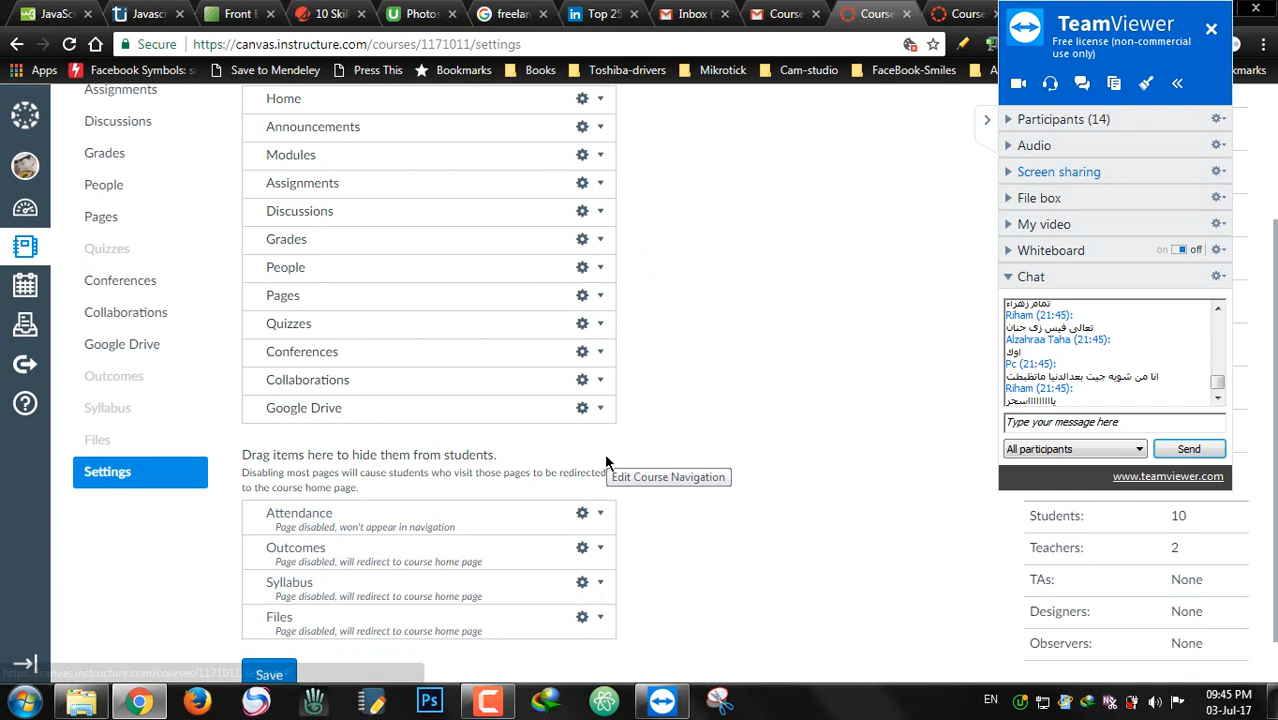 JavaScr
Javasc
Front E
10 Skil
Photos
freelan
Top 25
Inbox (
Course
Course
Course
Secure
https://canvas.instructure.com/courses/1171011/settings
Apps
Facebook Symbols: s
Save to Mendeley
Press This
Bookmarks
Books
Toshiba-drivers
Mikrotick
Cam-studio
FaceBook-Smiles
TeamViewer
Free license (non-commercial
use only)
Participants (14)
Audio
Screen sharing
File box
My video
Whiteboard
on
off
Chat
تمام زهراء
Riham (21:45):
تعالى فيس زى حنان
Alzahraa Taha (21:45):
اوك
Pc (21:45):
انا من شويه جيت بعدالدنيا ماتظبطت
Riham (21:45):
Type your message here
All participants
Send
www.teamviewer.com
Assignments
Discussions
Grades
People
Pages
Quizzes
Conferences
Collaborations
Google Drive
Outcomes
Syllabus
Files
Settings
Home
Announcements
Modules
Assignments
Discussions
Grades
People
Pages
Quizzes
Conferences
Collaborations
Google Drive
Drag items here to hide them from students.
Disabling most pages will cause students who visit those pages to be redirected
to the course home page.
Edit Course Navigation
Attendance
Page disabled, won't appear in navigation
Outcomes
Page disabled, will redirect to course home page
Syllabus
Page disabled, will redirect to course home page
Files
Page disabled, will redirect to course home page
Save
Students: 10
Teachers: 2
TAs: None
Designers: None
Observers: None
EN
09:45 PM
03-Jul-17